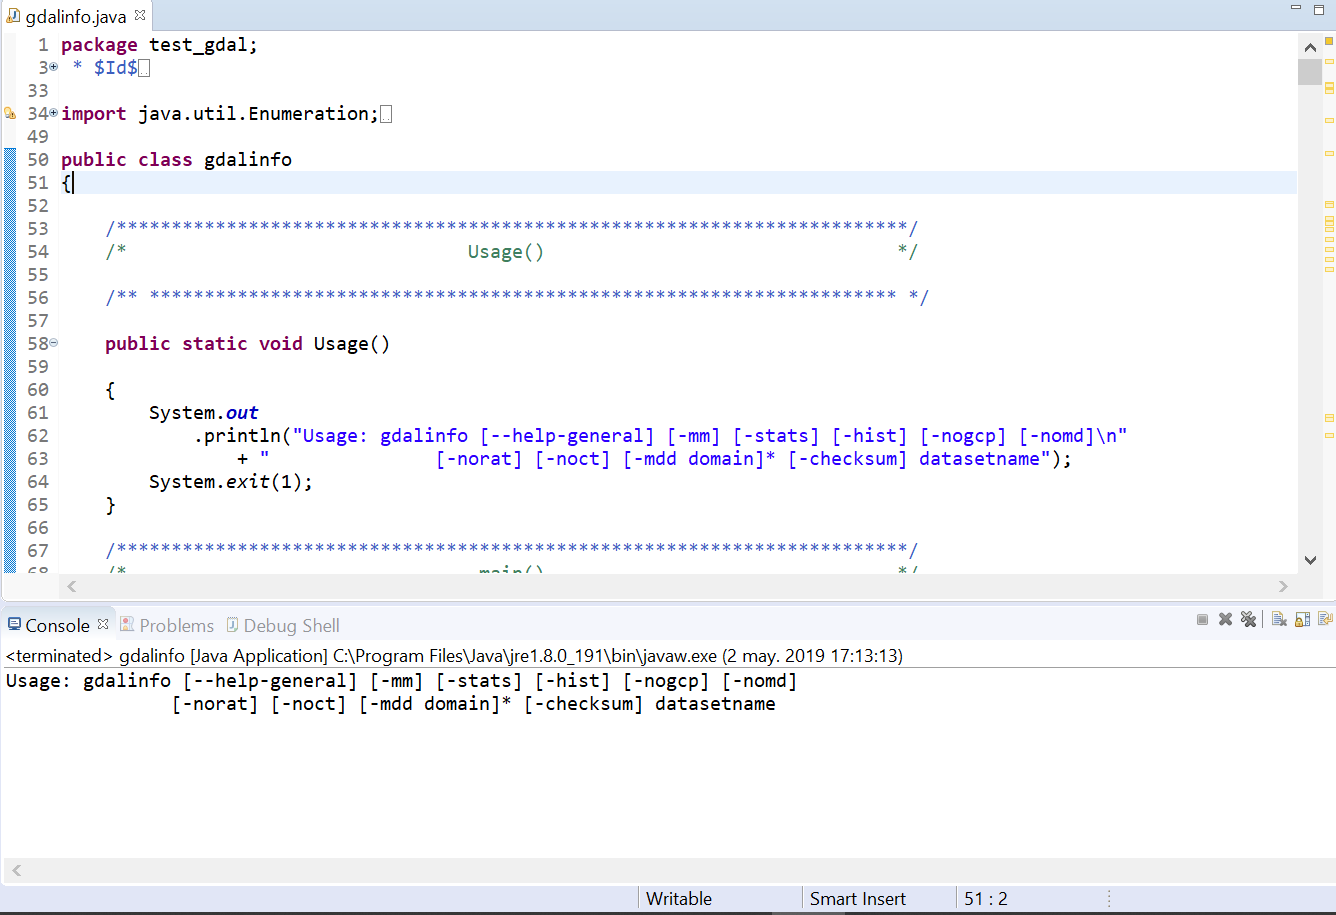 gdalinfo.java
1 package test_gdal;
3 * $Id$
33
34 import java.util.Enumeration;
49
50 public class gdalinfo
51 {
52
53 /************************************************************************/
54 /* Usage() */
55
56 /** ******************************************************************** */
57
58 public static void Usage()
59
60 {
61 System.out
62 .println("Usage: gdalinfo [--help-general] [-mm] [-stats] [-hist] [-nogcp] [-nomd]\n"
63 + " [-norat] [-noct] [-mdd domain]* [-checksum] datasetname");
64 System.exit(1);
65 }
66
67 /************************************************************************/
68 /* main() */
Console Problems Debug Shell
<terminated> gdalinfo [Java Application] C:\Program Files\Java\jre1.8.0_191\bin\javaw.exe (2 may. 2019 17:13:13)
Usage: gdalinfo [--help-general] [-mm] [-stats] [-hist] [-nogcp] [-nomd]
[-norat] [-noct] [-mdd domain]* [-checksum] datasetname
Writable Smart Insert 51 : 2